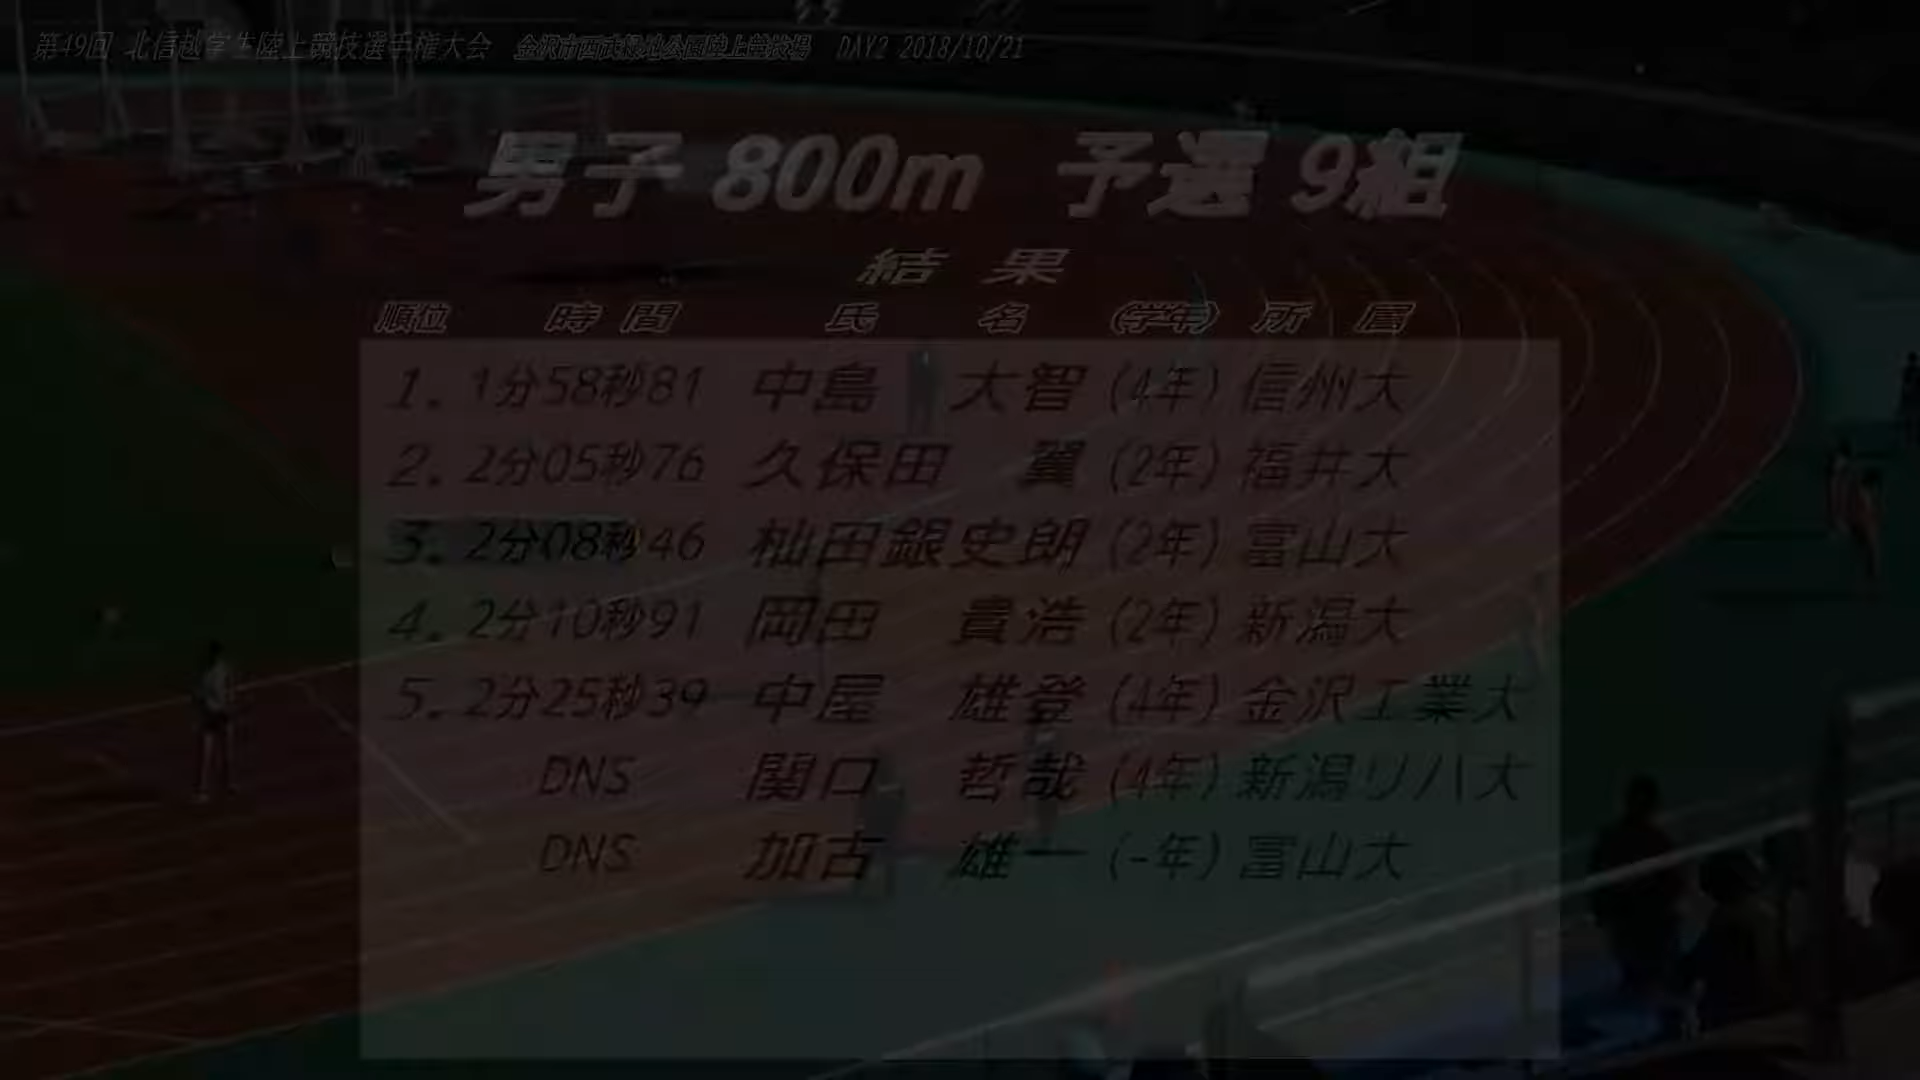 第49回 北信越学生陸上競技選手権大会 金沢市西武緑地公園陸上競技場 DAY2 2018/10/21
男子 800m 予選 9組
結果
順位 時間 氏名 (学年) 所属
1. 1分58秒81 中島 大智 (4年) 信州大
2. 2分05秒76 久保田 翼 (2年) 福井大
3. 2分08秒46 杣田銀史朗 (2年) 富山大
4. 2分10秒91 岡田 貴浩 (2年) 新潟大
5. 2分25秒39 中屋 雄登 (4年) 金沢工業大
DNS 関口 哲哉 (4年) 新潟リハ大
DNS 加古 雄一 (-年) 富山大